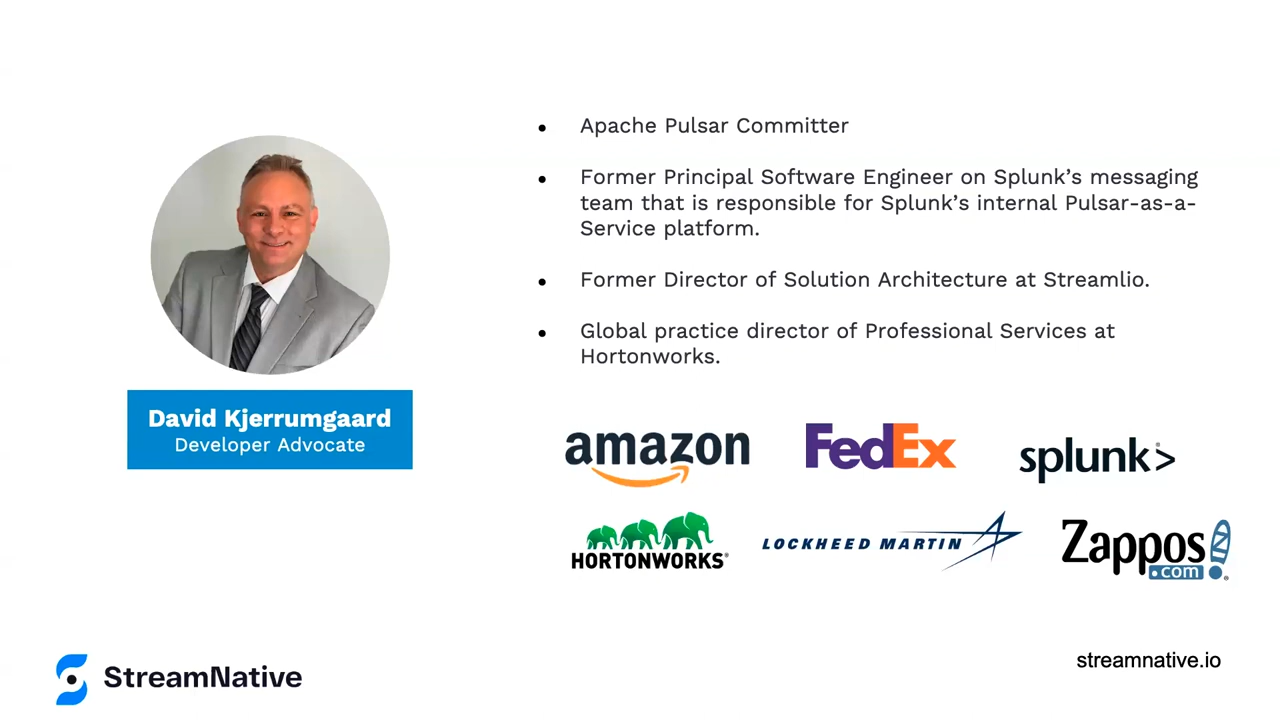 Apache Pulsar Committer
Former Principal Software Engineer on Splunk’s messaging
team that is responsible for Splunk’s internal Pulsar-as-a-
Service platform.
Former Director of Solution Architecture at Streamlio.
Global practice director of Professional Services at
Hortonworks.
David Kjerrumgaard
Developer Advocate
amazon
FedEx
splunk>
HORTONWORKS®
LOCKHEED MARTIN
Zappos
.com
StreamNative
streamnative.io